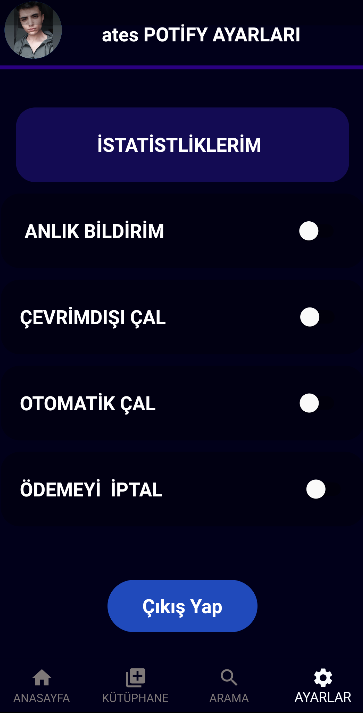 ates POTİFY AYARLARI
İSTATİSTLİKLERİM
ANLIK BİLDİRİM
ÇEVRİMDIŞI ÇAL
OTOMATİK ÇAL
ÖDEMEYİ  İPTAL
Çıkış Yap
ANASAYFA KÜTÜPHANE ARAMA AYARLAR